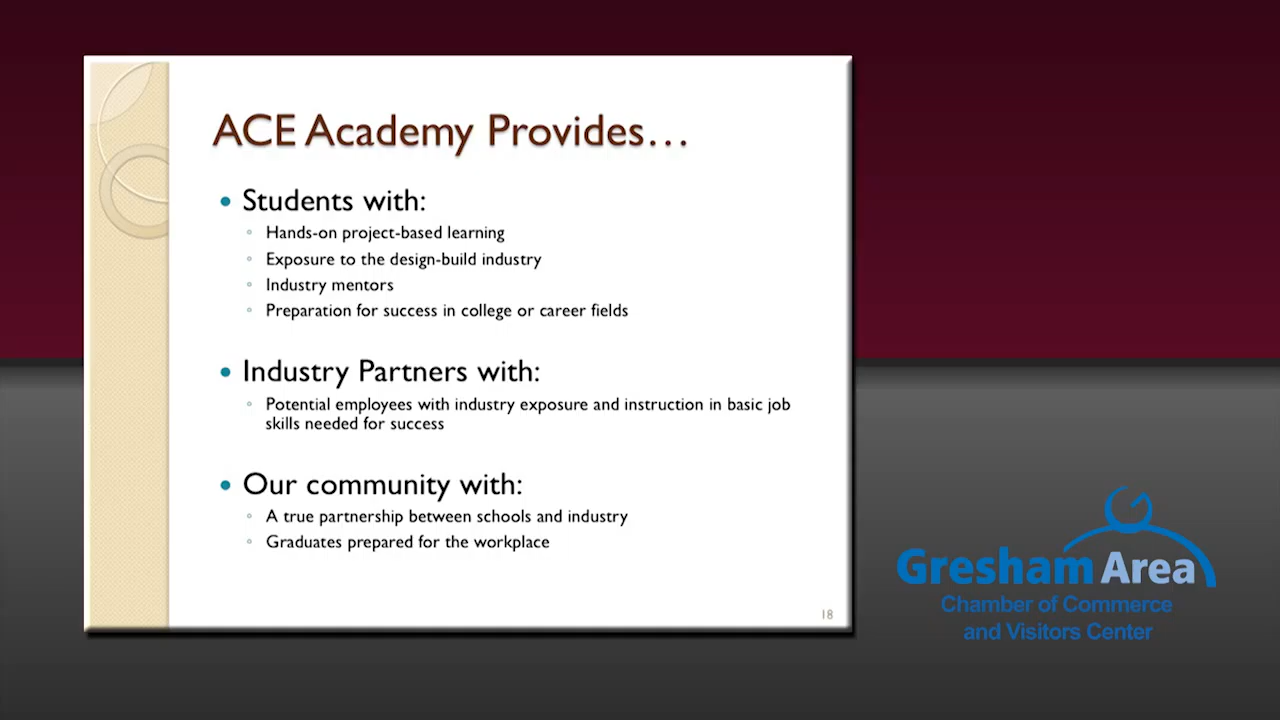 ACE Academy Provides…
• Students with:
◦ Hands-on project-based learning
◦ Exposure to the design-build industry
◦ Industry mentors
◦ Preparation for success in college or career fields
• Industry Partners with:
◦ Potential employees with industry exposure and instruction in basic job
skills needed for success
• Our community with:
◦ A true partnership between schools and industry
◦ Graduates prepared for the workplace
18
Gresham Area
Chamber of Commerce
and Visitors Center